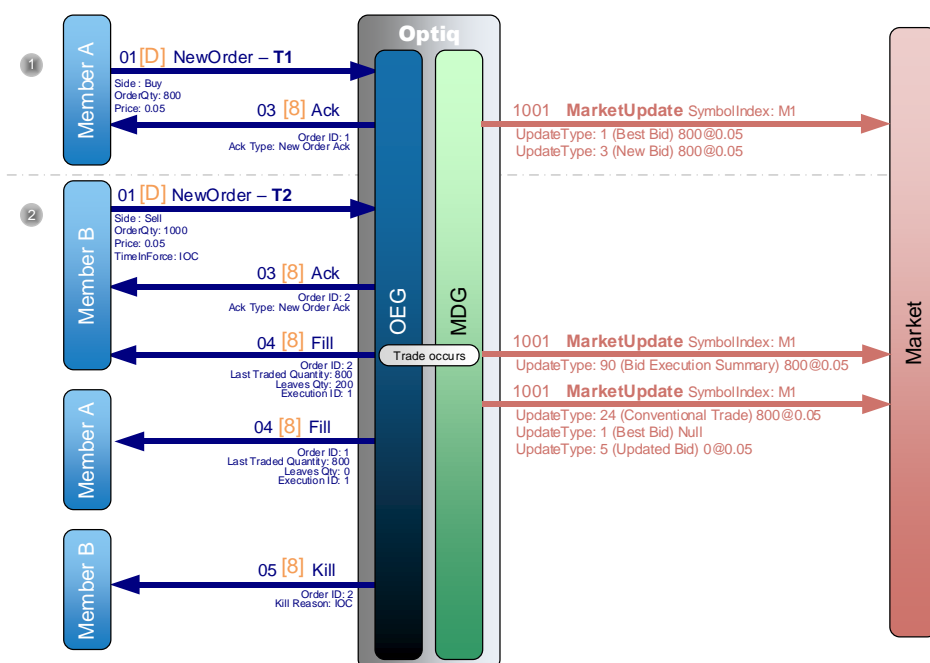 Optiq
1
Member A
01 [D] NewOrder – T1
Side : Buy
OrderQty: 800
Price: 0.05
03 [8] Ack
Order ID: 1
Ack Type: New Order Ack
1001 MarketUpdate SymbolIndex: M1
UpdateType: 1 (Best Bid) 800@0.05
UpdateType: 3 (New Bid) 800@0.05
2
Member B
01 [D] NewOrder – T2
Side : Sell
OrderQty: 1000
Price: 0.05
TimeInForce: IOC
03 [8] Ack
Order ID: 2
Ack Type: New Order Ack
OEG
MDG
Market
04 [8] Fill
Order ID: 2
Last Traded Quantity: 800
Leaves Qty: 200
Execution ID: 1
Trade occurs
1001 MarketUpdate SymbolIndex: M1
UpdateType: 90 (Bid Execution Summary) 800@0.05
1001 MarketUpdate SymbolIndex: M1
UpdateType: 24 (Conventional Trade) 800@0.05
UpdateType: 1 (Best Bid) Null
UpdateType: 5 (Updated Bid) 0@0.05
Member A
04 [8] Fill
Order ID: 1
Last Traded Quantity: 800
Leaves Qty: 0
Execution ID: 1
Member B
05 [8] Kill
Order ID: 2
Kill Reason: IOC